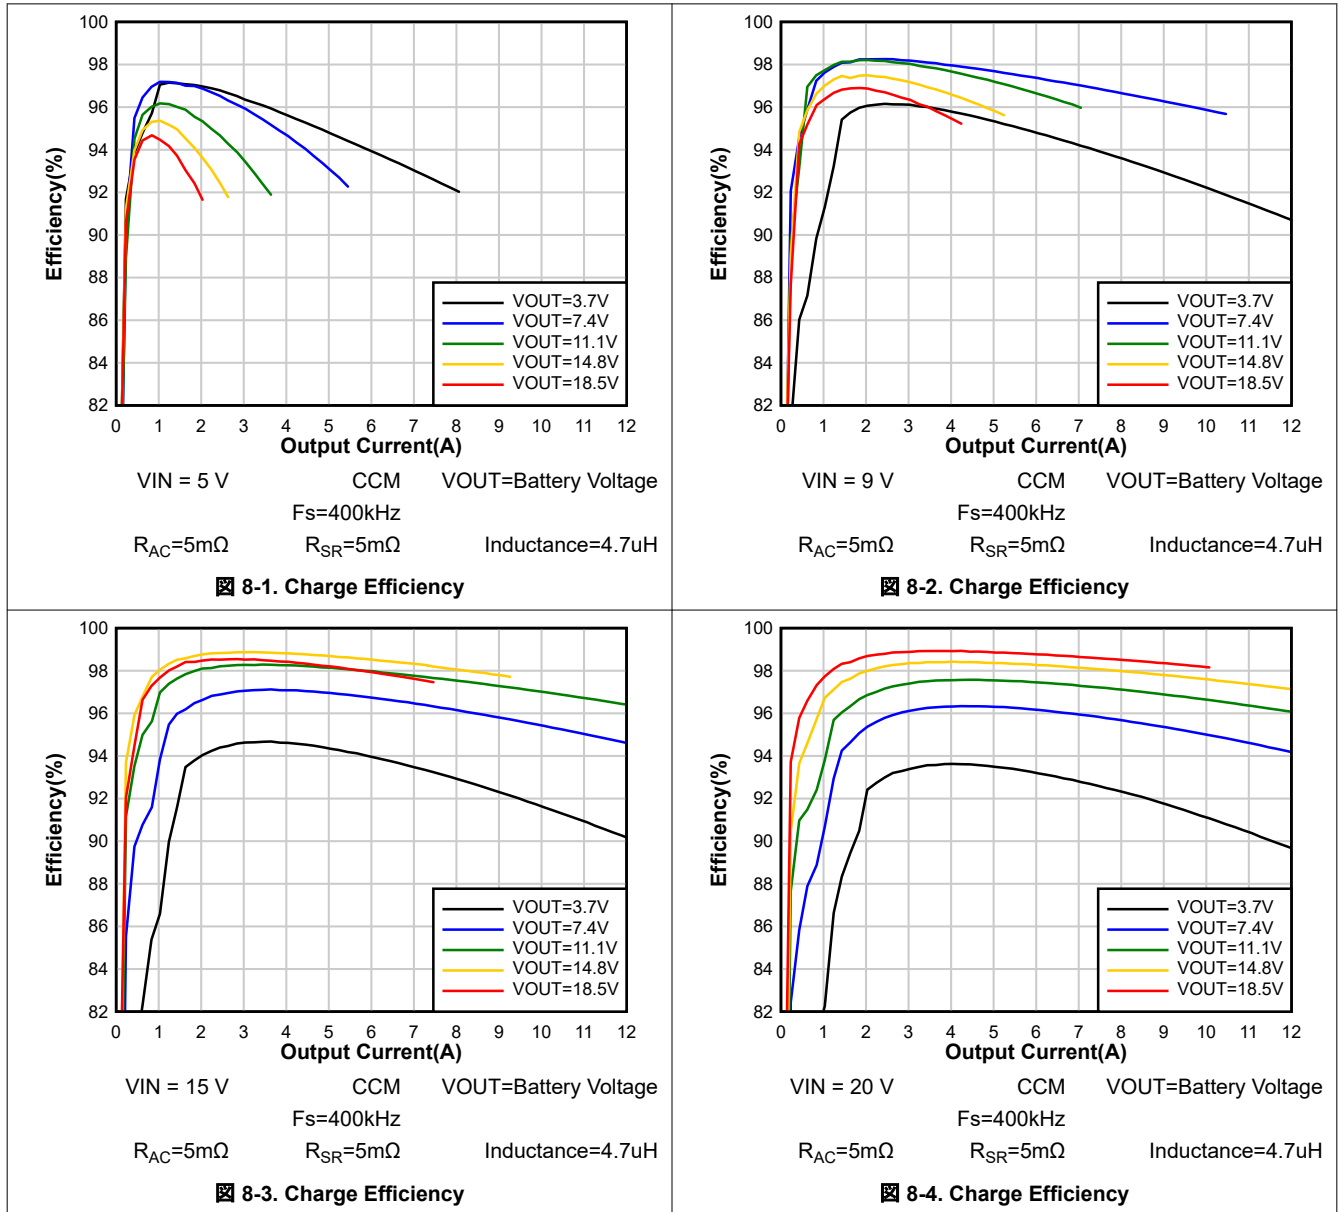 100
98
96
94
92
90
88
86
84
82
Efficiency(%)
VOUT=3.7V
VOUT=7.4V
VOUT=11.1V
VOUT=14.8V
VOUT=18.5V
0 1 2 3 4 5 6 7 8 9 10 11 12
Output Current(A)
VIN = 5 V CCM VOUT=Battery Voltage
Fs=400kHz
R_AC=5mΩ R_SR=5mΩ Inductance=4.7uH
図 8-1. Charge Efficiency
100
98
96
94
92
90
88
86
84
82
Efficiency(%)
VOUT=3.7V
VOUT=7.4V
VOUT=11.1V
VOUT=14.8V
VOUT=18.5V
0 1 2 3 4 5 6 7 8 9 10 11 12
Output Current(A)
VIN = 9 V CCM VOUT=Battery Voltage
Fs=400kHz
R_AC=5mΩ R_SR=5mΩ Inductance=4.7uH
図 8-2. Charge Efficiency
100
98
96
94
92
90
88
86
84
82
Efficiency(%)
VOUT=3.7V
VOUT=7.4V
VOUT=11.1V
VOUT=14.8V
VOUT=18.5V
0 1 2 3 4 5 6 7 8 9 10 11 12
Output Current(A)
VIN = 15 V CCM VOUT=Battery Voltage
Fs=400kHz
R_AC=5mΩ R_SR=5mΩ Inductance=4.7uH
図 8-3. Charge Efficiency
100
98
96
94
92
90
88
86
84
82
Efficiency(%)
VOUT=3.7V
VOUT=7.4V
VOUT=11.1V
VOUT=14.8V
VOUT=18.5V
0 1 2 3 4 5 6 7 8 9 10 11 12
Output Current(A)
VIN = 20 V CCM VOUT=Battery Voltage
Fs=400kHz
R_AC=5mΩ R_SR=5mΩ Inductance=4.7uH
図 8-4. Charge Efficiency